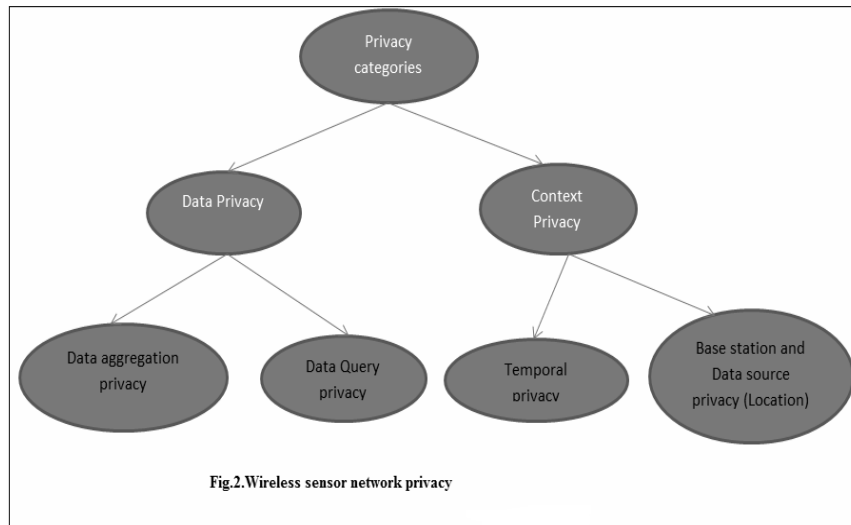 Privacy
categories
Data Privacy
Context
Privacy
Data aggregation
privacy
Data Query
privacy
Temporal
privacy
Base station and
Data source
privacy (Location)
Fig.2.Wireless sensor network privacy